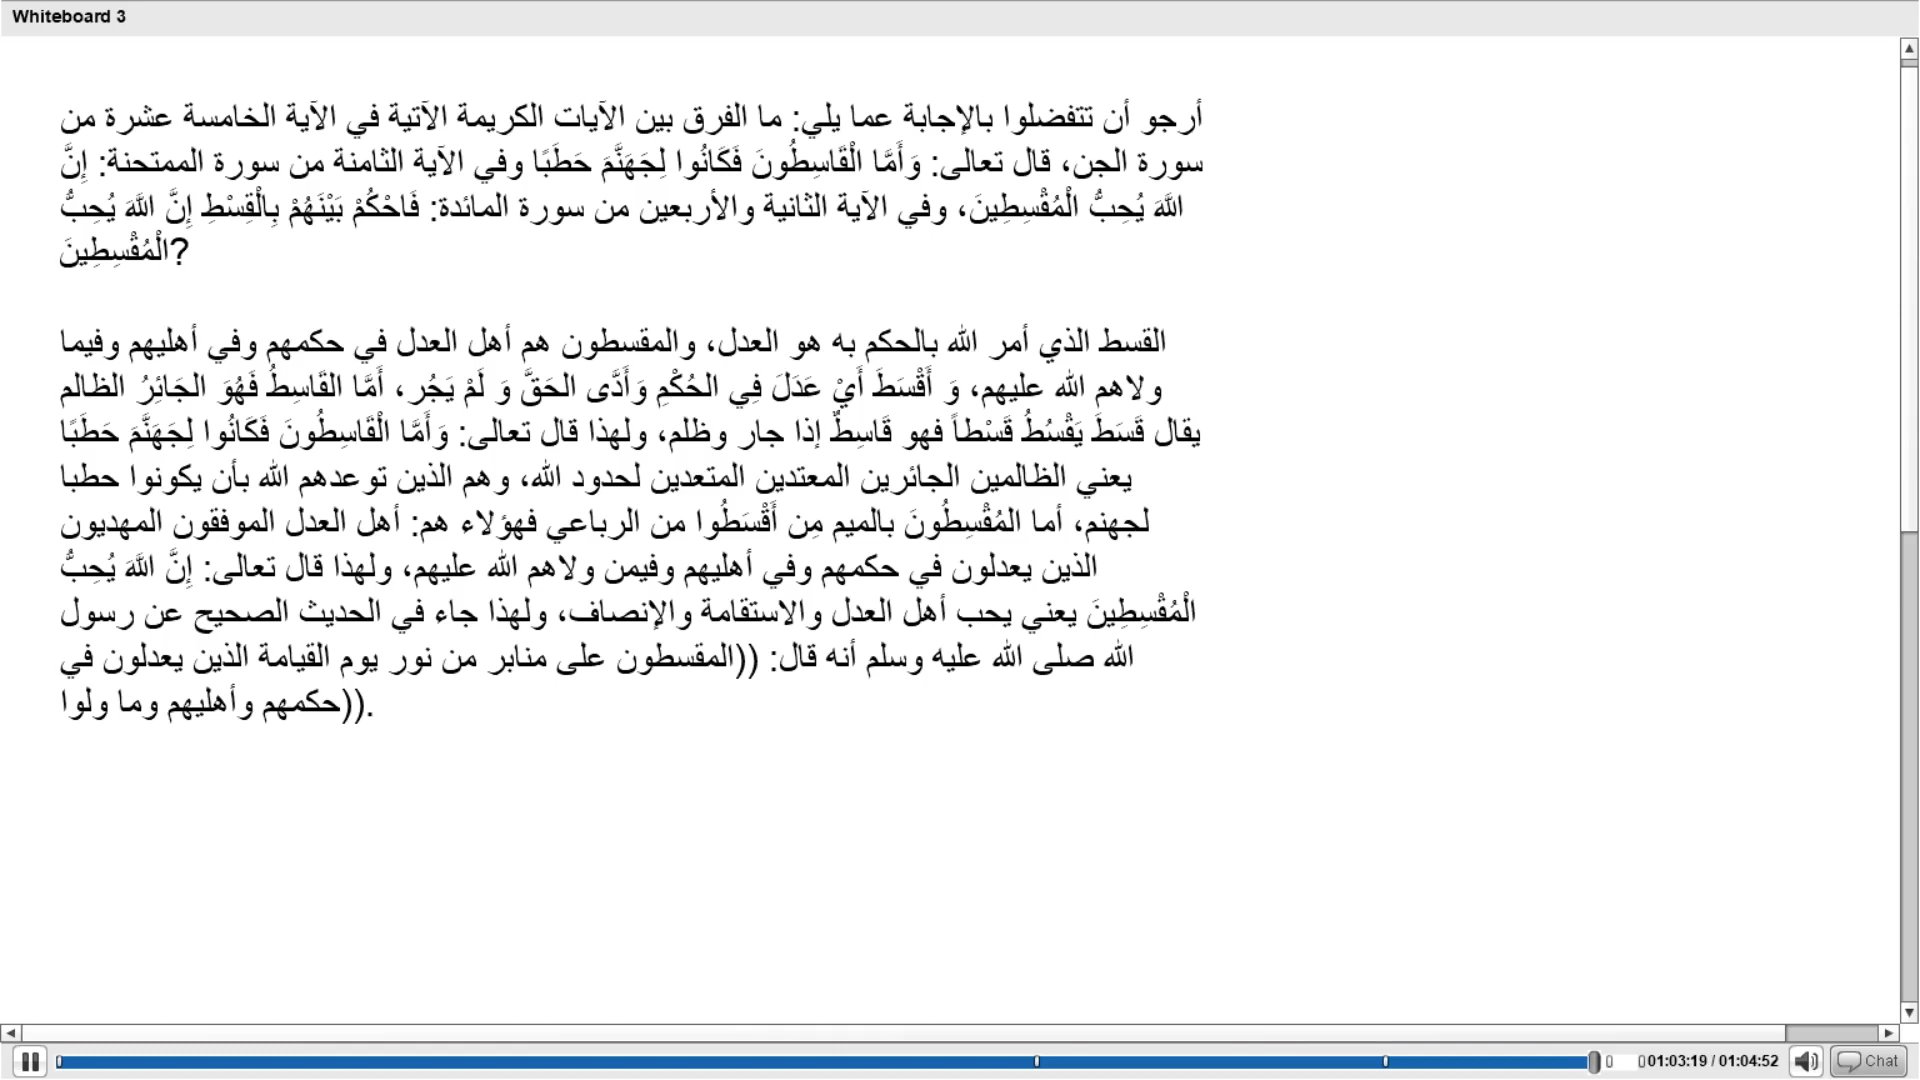 Whiteboard 3
أرجو أن تتفضلوا بالإجابة عما يلي: ما الفرق بين الآيات الكريمة الآتية في الآية الخامسة عشرة من
سورة الجن، قال تعالى: وَأَمَّا الْقَاسِطُونَ فَكَانُوا لِجَهَنَّمَ حَطَبًا وفي الآية الثامنة من سورة الممتحنة: إِنَّ
اللَّهَ يُحِبُّ الْمُقْسِطِينَ، وفي الآية الثانية والأربعين من سورة المائدة: فَاحْكُمْ بَيْنَهُمْ بِالْقِسْطِ إِنَّ اللَّهَ يُحِبُّ
الْمُقْسِطِينَ?
القسط الذي أمر الله بالحكم به هو العدل، والمقسطون هم أهل العدل في حكمهم وفي أهليهم وفيما
ولاهم الله عليهم، وَ أَقْسَطَ أَيْ عَدَلَ فِي الحُكْمِ وَأَدَّى الحَقَّ وَ لَمْ يَجُر، أَمَّا القَاسِطُ فَهُوَ الجَائِرُ الظالم
يقال قَسَطَ يَقْسُطُ قَسْطاً فهو قَاسِطٌ إذا جار وظلم، ولهذا قال تعالى: وَأَمَّا الْقَاسِطُونَ فَكَانُوا لِجَهَنَّمَ حَطَبًا
يعني الظالمين الجائرين المعتدين المتعدين لحدود الله، وهم الذين توعدهم الله بأن يكونوا حطبا
لجهنم، أما المُقْسِطُونَ بالميم مِن أَقْسَطُوا من الرباعي فهؤلاء هم: أهل العدل الموفقون المهديون
الذين يعدلون في حكمهم وفي أهليهم وفيمن ولاهم الله عليهم، ولهذا قال تعالى: إِنَّ اللَّهَ يُحِبُّ
الْمُقْسِطِينَ يعني يحب أهل العدل والاستقامة والإنصاف، ولهذا جاء في الحديث الصحيح عن رسول
الله صلى الله عليه وسلم أنه قال: ((المقسطون على منابر من نور يوم القيامة الذين يعدلون في
حكمهم وأهليهم وما ولوا)).
01:03:19 / 01:04:52
Chat